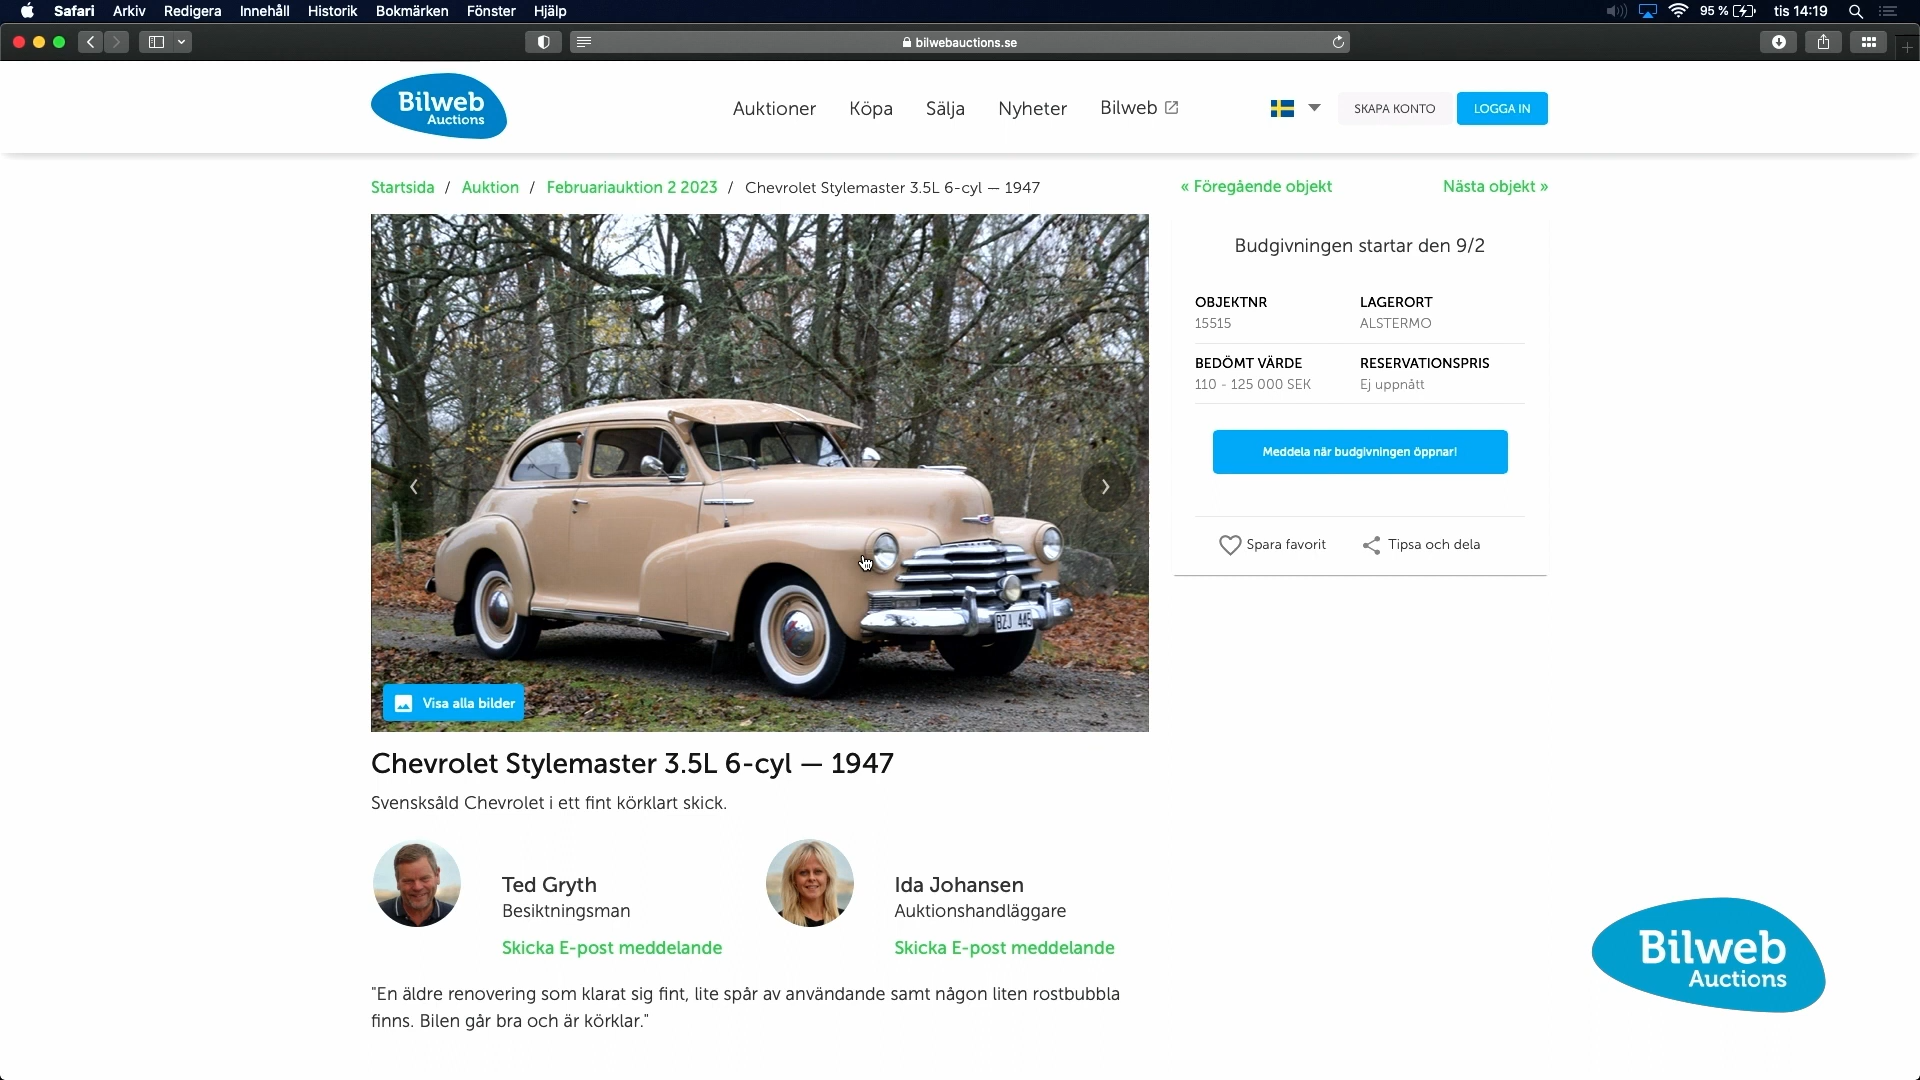 Safari Arkiv Redigera Innehåll Historik Bokmärken Fönster Hjälp
95 % tis 14:19
bilwebauctions.se
Bilweb
Auctions
Auktioner Köpa Sälja Nyheter Bilweb
SKAPA KONTO LOGGA IN
Startsida / Auktion / Februariauktion 2 2023 / Chevrolet Stylemaster 3.5L 6-cyl — 1947
« Föregående objekt Nästa objekt »
Budgivningen startar den 9/2
OBJEKTNR LAGERORT
15515 ALSTERMO
BEDÖMT VÄRDE RESERVATIONSPRIS
110 - 125 000 SEK Ej uppnått
Meddela när budgivningen öppnar!
Spara favorit Tipsa och dela
BZJ 445
Visa alla bilder
Chevrolet Stylemaster 3.5L 6-cyl — 1947
Svensksåld Chevrolet i ett fint körklart skick.
Ted Gryth
Besiktningsman
Skicka E-post meddelande
Ida Johansen
Auktionshandläggare
Skicka E-post meddelande
"En äldre renovering som klarat sig fint, lite spår av användande samt någon liten rostbubbla
finns. Bilen går bra och är körklar."
Bilweb
Auctions